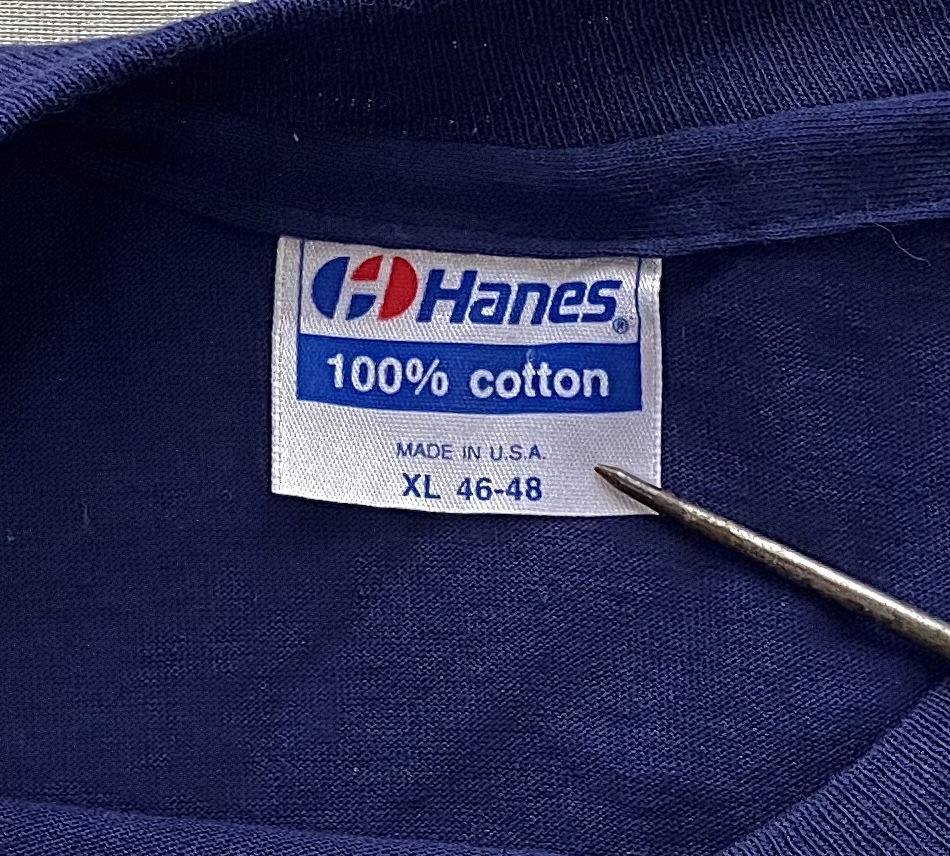 Hanes®
100% cotton
MADE IN U.S.A.
XL 46-48